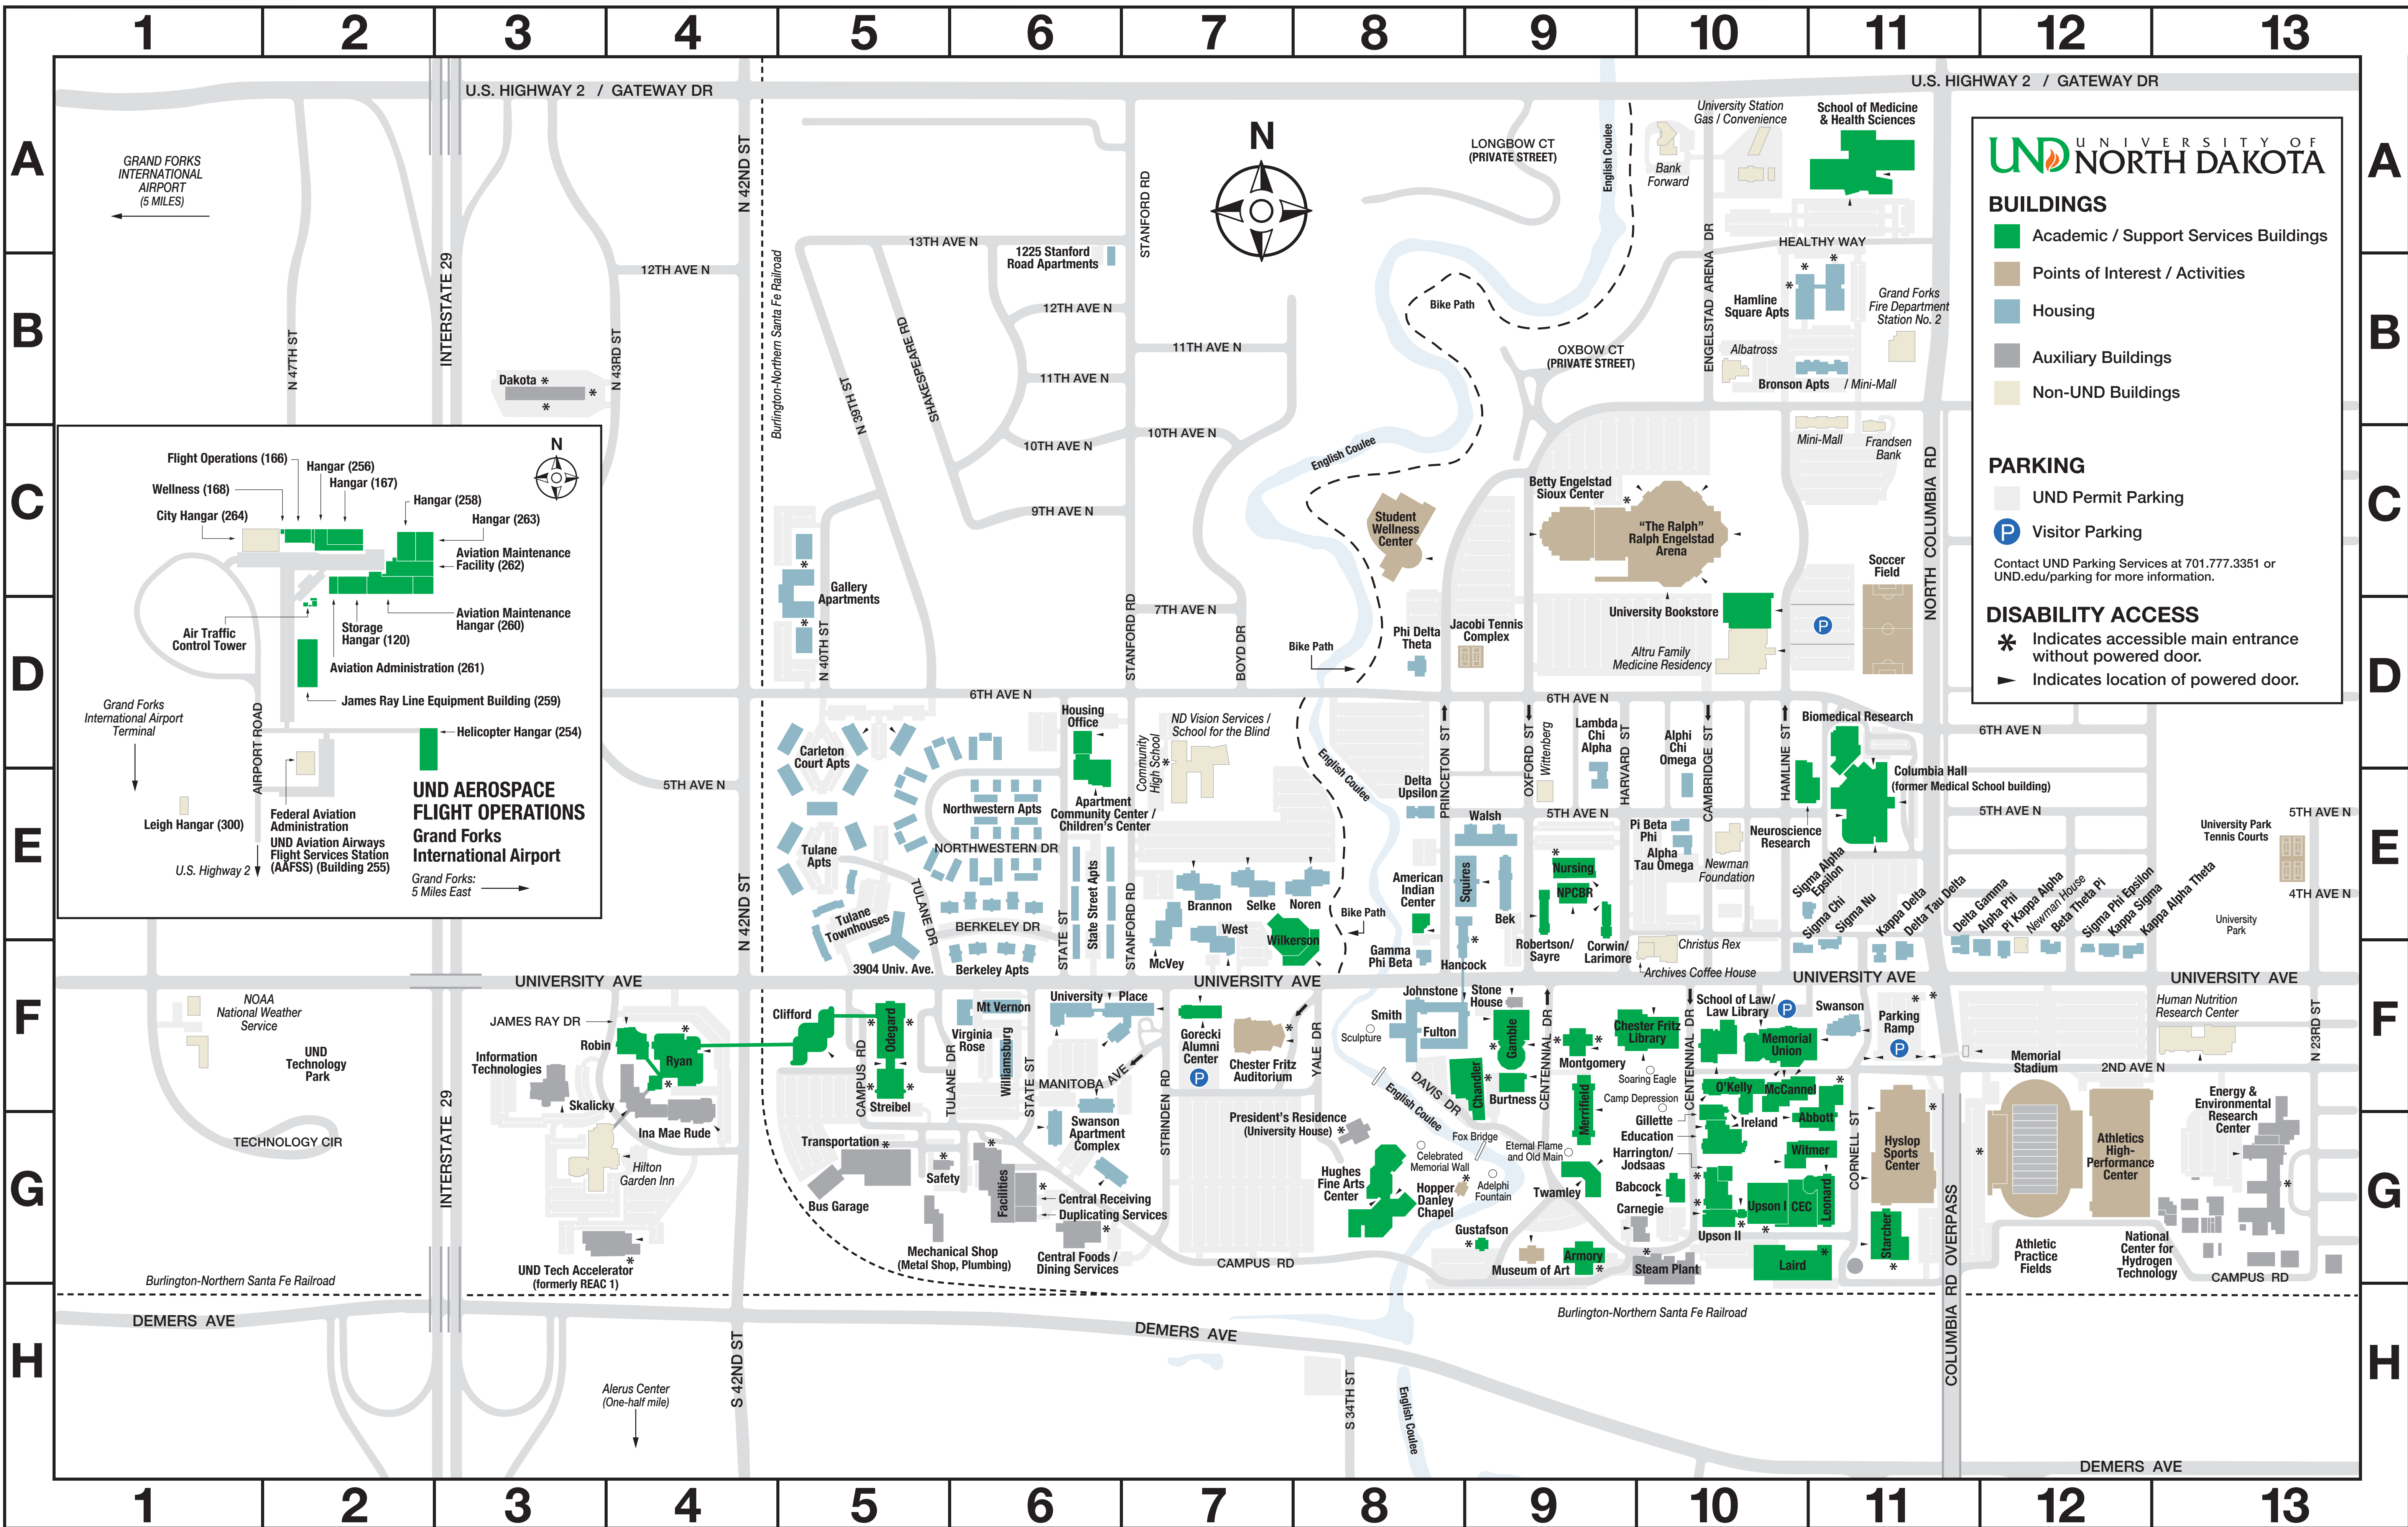 1 2 3 4 5 6 7 8 9 10 11 12 13
A
B
C
D
E
F
G
H
U.S. HIGHWAY 2 / GATEWAY DR
U.S. HIGHWAY 2 / GATEWAY DR
GRAND FORKS
INTERNATIONAL
AIRPORT
(5 MILES)
N 42ND ST
STANFORD RD
N
LONGBOW CT
(PRIVATE STREET)
English Coulee
University Station
Gas / Convenience
Bank
Forward
School of Medicine
& Health Sciences
UND UNIVERSITY OF
NORTH DAKOTA
BUILDINGS
Academic / Support Services Buildings
Points of Interest / Activities
Housing
Auxiliary Buildings
Non-UND Buildings
PARKING
UND Permit Parking
P Visitor Parking
Contact UND Parking Services at 701.777.3351 or
UND.edu/parking for more information.
DISABILITY ACCESS
* Indicates accessible main entrance
without powered door.
Indicates location of powered door.
N 47TH ST
INTERSTATE 29
N 43RD ST
12TH AVE N
Dakota *
Burlington-Northern Santa Fe Railroad
13TH AVE N
1225 Stanford
Road Apartments
12TH AVE N
11TH AVE N
11TH AVE N
10TH AVE N
10TH AVE N
9TH AVE N
7TH AVE N
SHAKESPEARE RD
N 39TH ST
Bike Path
OXBOW CT
(PRIVATE STREET)
ENGELSTAD ARENA DR
HEALTHY WAY
Hamline
Square Apts
Grand Forks
Fire Department
Station No. 2
Albatross
Bronson Apts / Mini-Mall
Mini-Mall
Frandsen
Bank
NORTH COLUMBIA RD
English Coulee
Student
Wellness
Center
Betty Engelstad
Sioux Center
“The Ralph”
Ralph Engelstad
Arena
Soccer
Field
University Bookstore
P
Altru Family
Medicine Residency
Phi Delta
Theta
Jacobi Tennis
Complex
Bike Path
Gallery
Apartments
N 40TH ST
STANFORD RD
BOYD DR
6TH AVE N
6TH AVE N
6TH AVE N
N
Flight Operations (166)
Hangar (256)
Hangar (167)
Wellness (168)
Hangar (258)
City Hangar (264)
Hangar (263)
Aviation Maintenance
Facility (262)
Aviation Maintenance
Hangar (260)
Air Traffic
Control Tower
Storage
Hangar (120)
Aviation Administration (261)
James Ray Line Equipment Building (259)
Grand Forks
International Airport
Terminal
AIRPORT ROAD
Helicopter Hangar (254)
UND AEROSPACE
FLIGHT OPERATIONS
Grand Forks
International Airport
Grand Forks:
5 Miles East
Leigh Hangar (300)
Federal Aviation
Administration
UND Aviation Airways
Flight Services Station
(AAFSS) (Building 255)
U.S. Highway 2
5TH AVE N
N 42ND ST
Carleton
Court Apts
Housing
Office
Community
High School
ND Vision Services /
School for the Blind
Northwestern Apts
Apartment
Community Center /
Children’s Center
NORTHWESTERN DR
Tulane
Apts
Tulane
Townhouses
TULANE DR
3904 Univ. Ave.
BERKELEY DR
Berkeley Apts
STATE ST
State Street Apts
STANFORD RD
Brannon
Selke
Noren
West
McVey
Wilkerson
Bike Path
English Coulee
PRINCETON ST
OXFORD ST
Wittenberg
Lambda
Chi
Alpha
HARVARD ST
Alphi
Chi
Omega
CAMBRIDGE ST
HAMLINE ST
Biomedical Research
Columbia Hall
(former Medical School building)
Neuroscience
Research
Delta
Upsilon
Walsh
5TH AVE N
5TH AVE N
5TH AVE N
4TH AVE N
Pi Beta
Phi
Alpha
Tau Omega
Newman
Foundation
Nursing
NPCBR
Squires
Bek
American
Indian
Center
Gamma
Phi Beta
Hancock
Robertson/
Sayre
Corwin/
Larimore
Christus Rex
Archives Coffee House
Sigma Alpha
Epsilon
Sigma Chi
Sigma Nu
Kappa Delta
Delta Tau Delta
Delta Gamma
Alpha Phi
Pi Kappa Alpha
Newman House
Beta Theta Pi
Sigma Phi Epsilon
Kappa Sigma
Kappa Alpha Theta
University Park
Tennis Courts
University
Park
UNIVERSITY AVE
UNIVERSITY AVE
UNIVERSITY AVE
UNIVERSITY AVE
NOAA
National Weather
Service
UND
Technology
Park
TECHNOLOGY CIR
INTERSTATE 29
JAMES RAY DR
Robin
Ryan
Information
Technologies
Skalicky
Ina Mae Rude
Hilton
Garden Inn
UND Tech Accelerator
(formerly REAC 1)
Clifford
Odegard
Streibel
CAMPUS RD
TULANE DR
Mt Vernon
Virginia
Rose
Williamsburg
STATE ST
University Place
MANITOBA AVE
Swanson
Apartment
Complex
STRINDEN RD
Gorecki
Alumni
Center
P
Chester Fritz
Auditorium
YALE DR
President’s Residence
(University House)
Transportation
Bus Garage
Safety
Facilities
Central Receiving
Duplicating Services
Mechanical Shop
(Metal Shop, Plumbing)
Central Foods /
Dining Services
CAMPUS RD
Johnstone
Smith
Fulton
Sculpture
Stone
House
Gamble
Chandler
Burtness
DAVIS DR
English Coulee
CENTENNIAL DR
Montgomery
Merrifield
Chester Fritz
Library
Soaring Eagle
Camp Depression
CENTENNIAL DR
School of Law/
Law Library
P
Memorial
Union
Swanson
Parking
Ramp
P
O’Kelly
McCannel
Gillette
Ireland
Abbott
Education
Harrington/
Jodsaas
Witmer
Babcock
Carnegie
Upson I
CEC
Leonard
Upson II
Laird
Starcher
Steam Plant
Armory
Museum of Art
Gustafson
Twamley
Eternal Flame
and Old Main
Fox Bridge
Celebrated
Memorial Wall
Adelphi
Fountain
Hopper
Danley
Chapel
Hughes
Fine Arts
Center
CORNELL ST
Hyslop
Sports
Center
COLUMBIA RD OVERPASS
Memorial
Stadium
Athletics
High-
Performance
Center
2ND AVE N
Human Nutrition
Research Center
N 23RD ST
Energy &
Environmental
Research
Center
Athletic
Practice
Fields
National
Center for
Hydrogen
Technology
CAMPUS RD
Burlington-Northern Santa Fe Railroad
Burlington-Northern Santa Fe Railroad
DEMERS AVE
DEMERS AVE
DEMERS AVE
Alerus Center
(One-half mile)
S 42ND ST
S 34TH ST
English Coulee
A
B
C
D
E
F
G
H
1 2 3 4 5 6 7 8 9 10 11 12 13